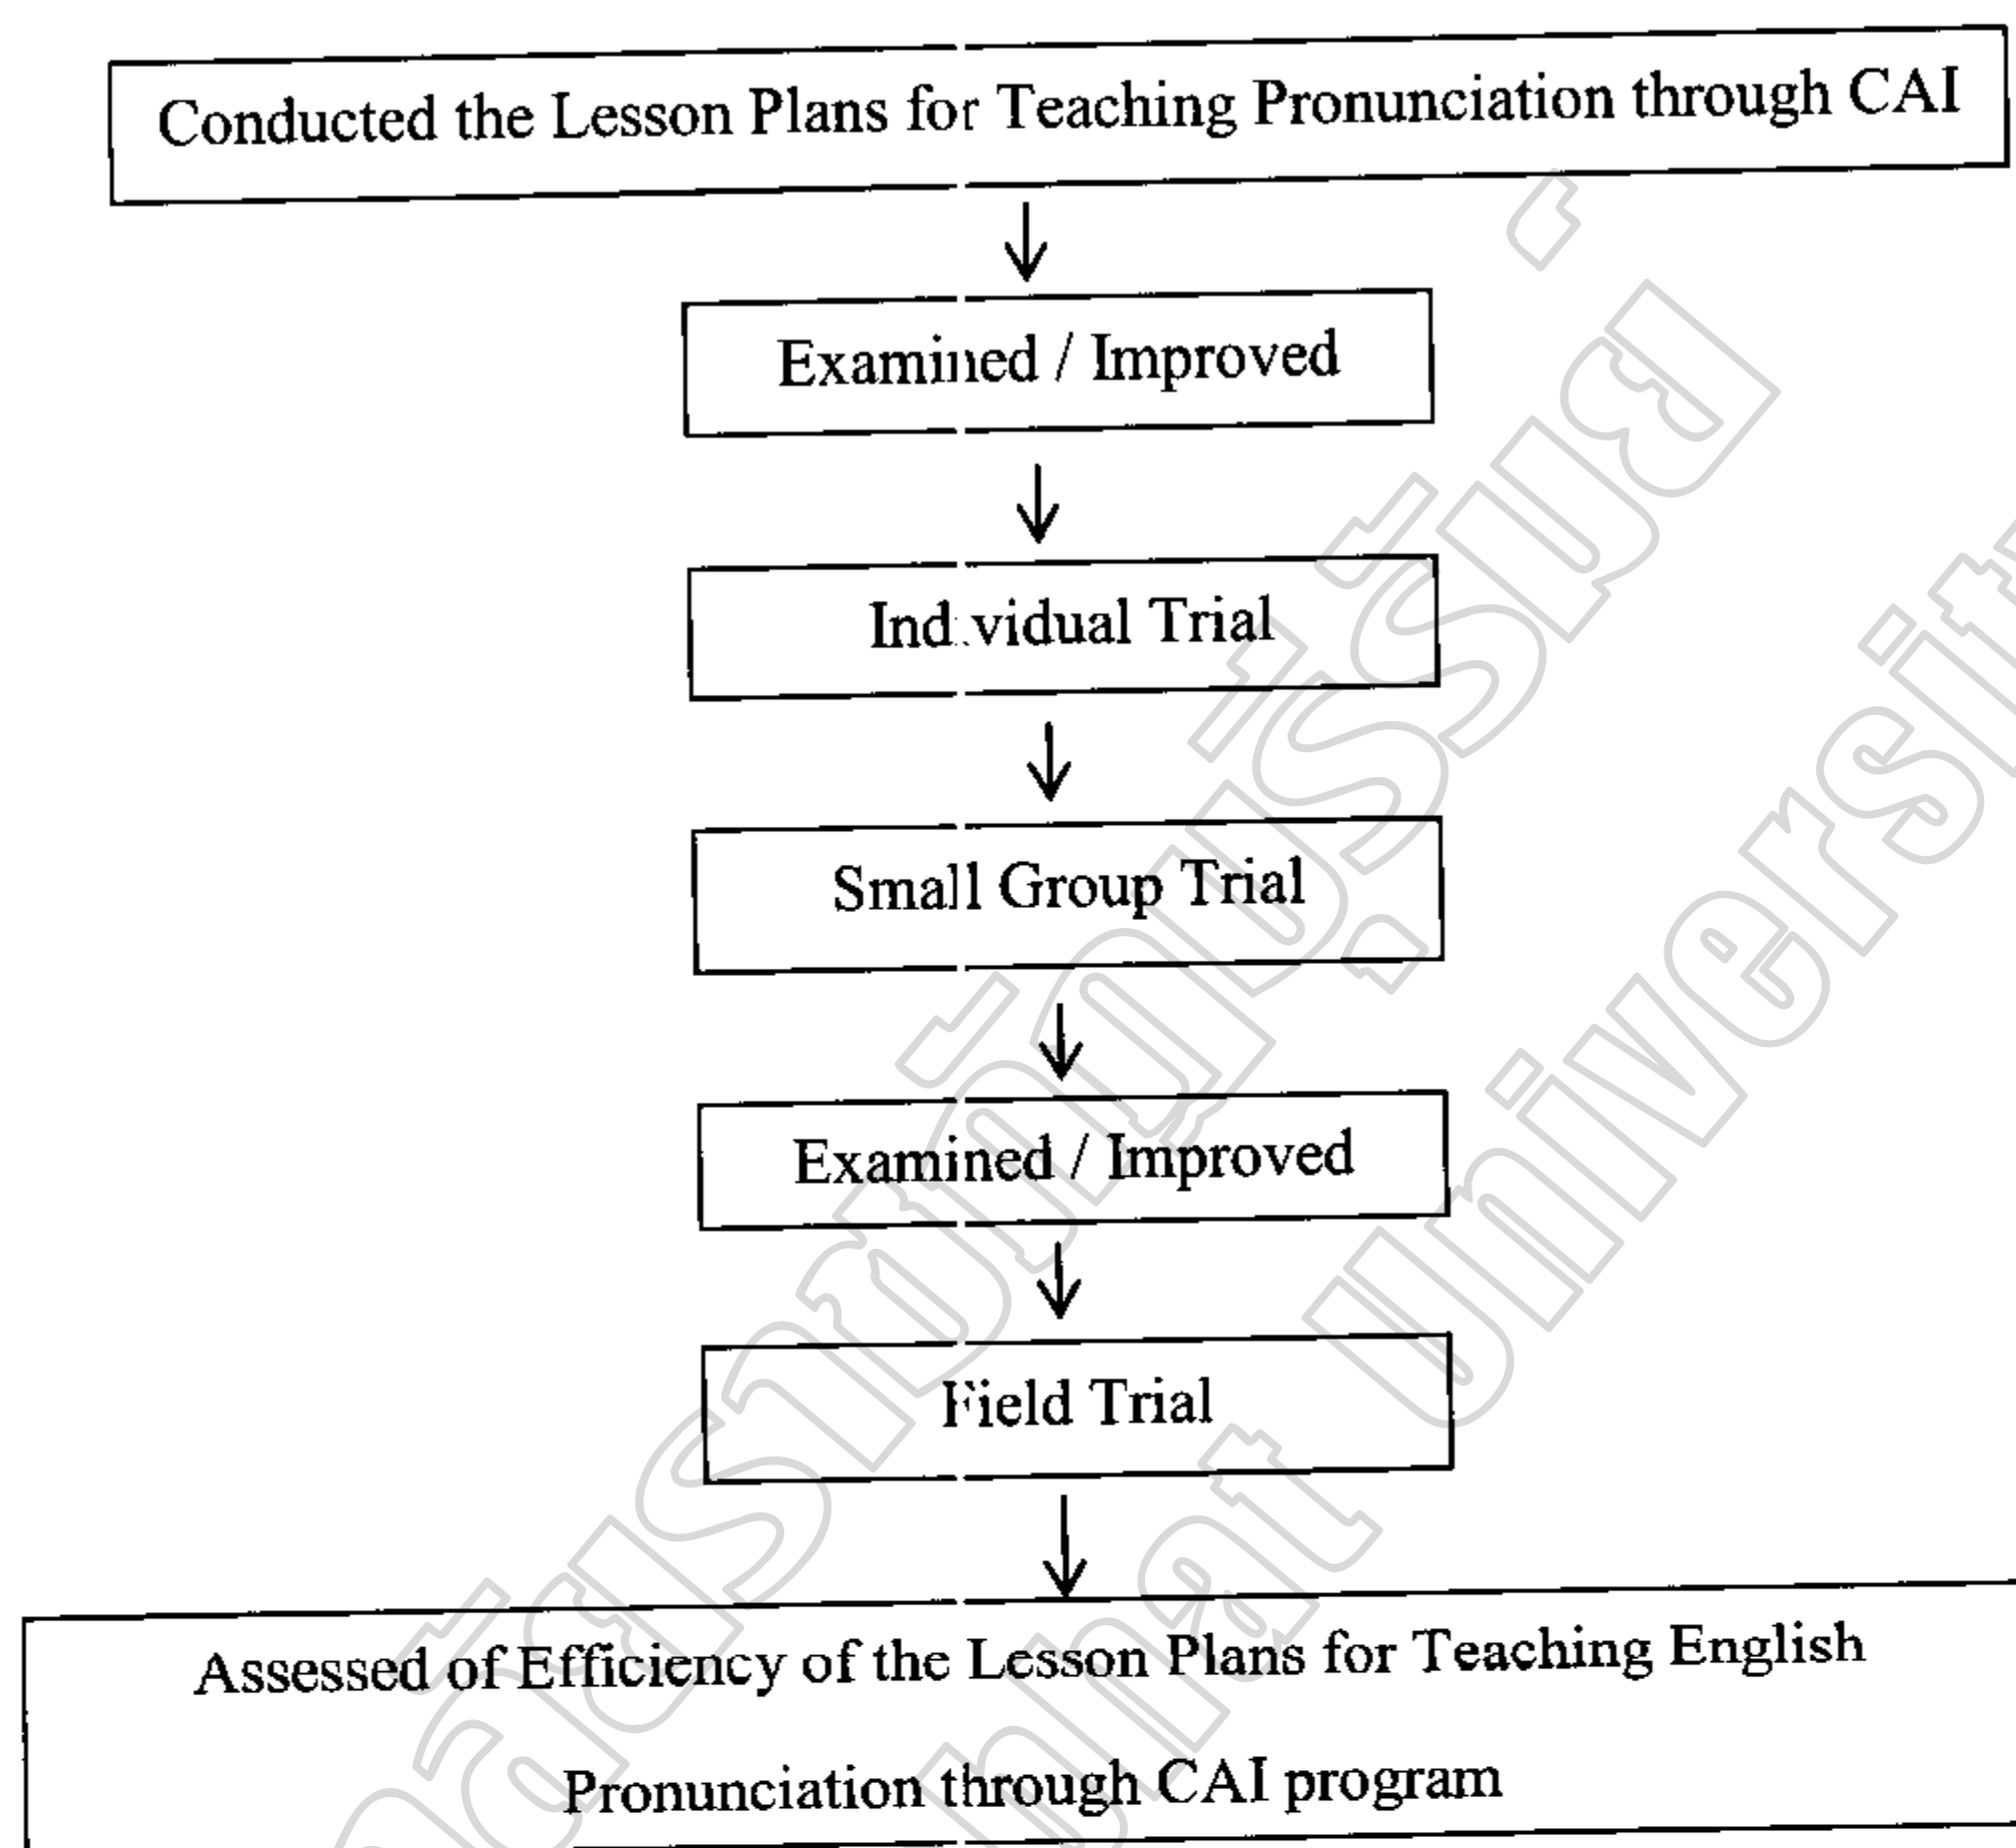 Conducted the Lesson Plans for Teaching Pronunciation through CAI
Examined / Improved
Individual Trial
Small Group Trial
Examined / Improved
Field Trial
Assessed of Efficiency of the Lesson Plans for Teaching English
Pronunciation through CAI program